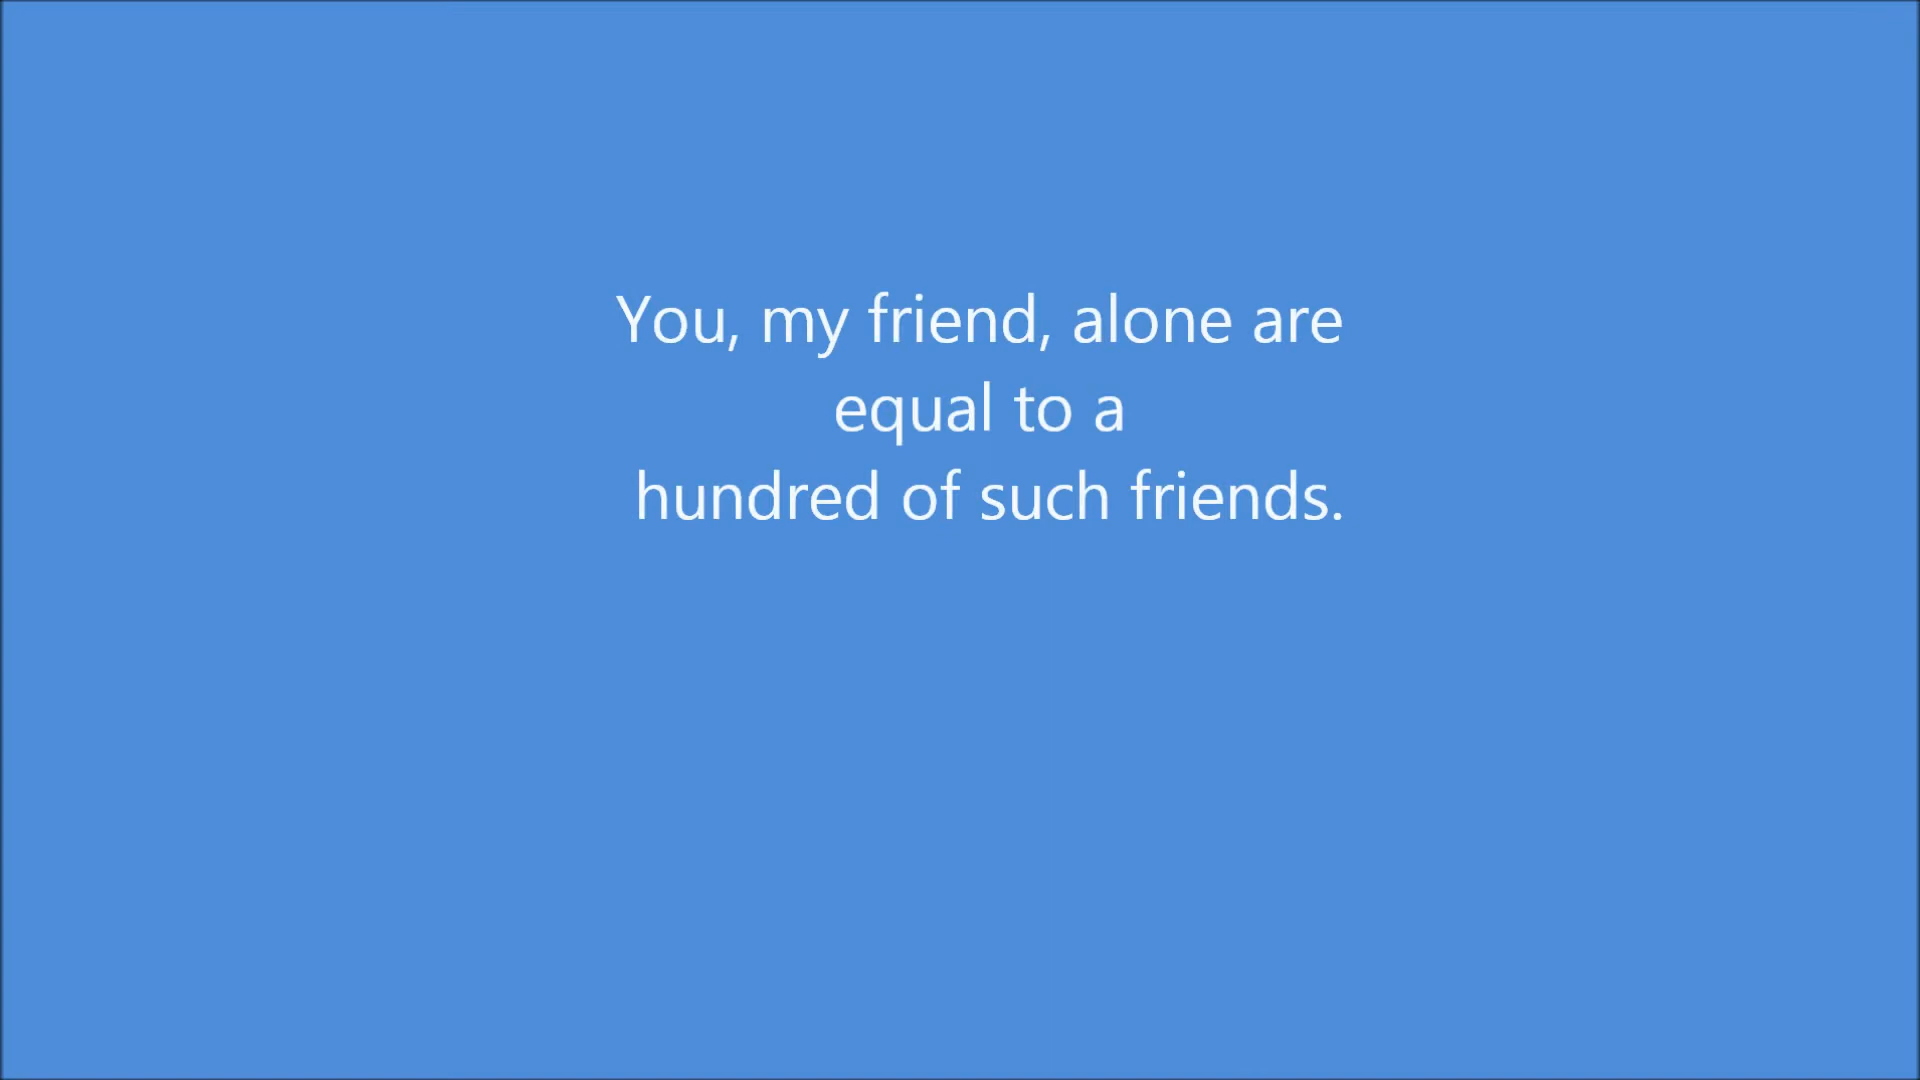 You, my friend, alone are
equal to a
hundred of such friends.